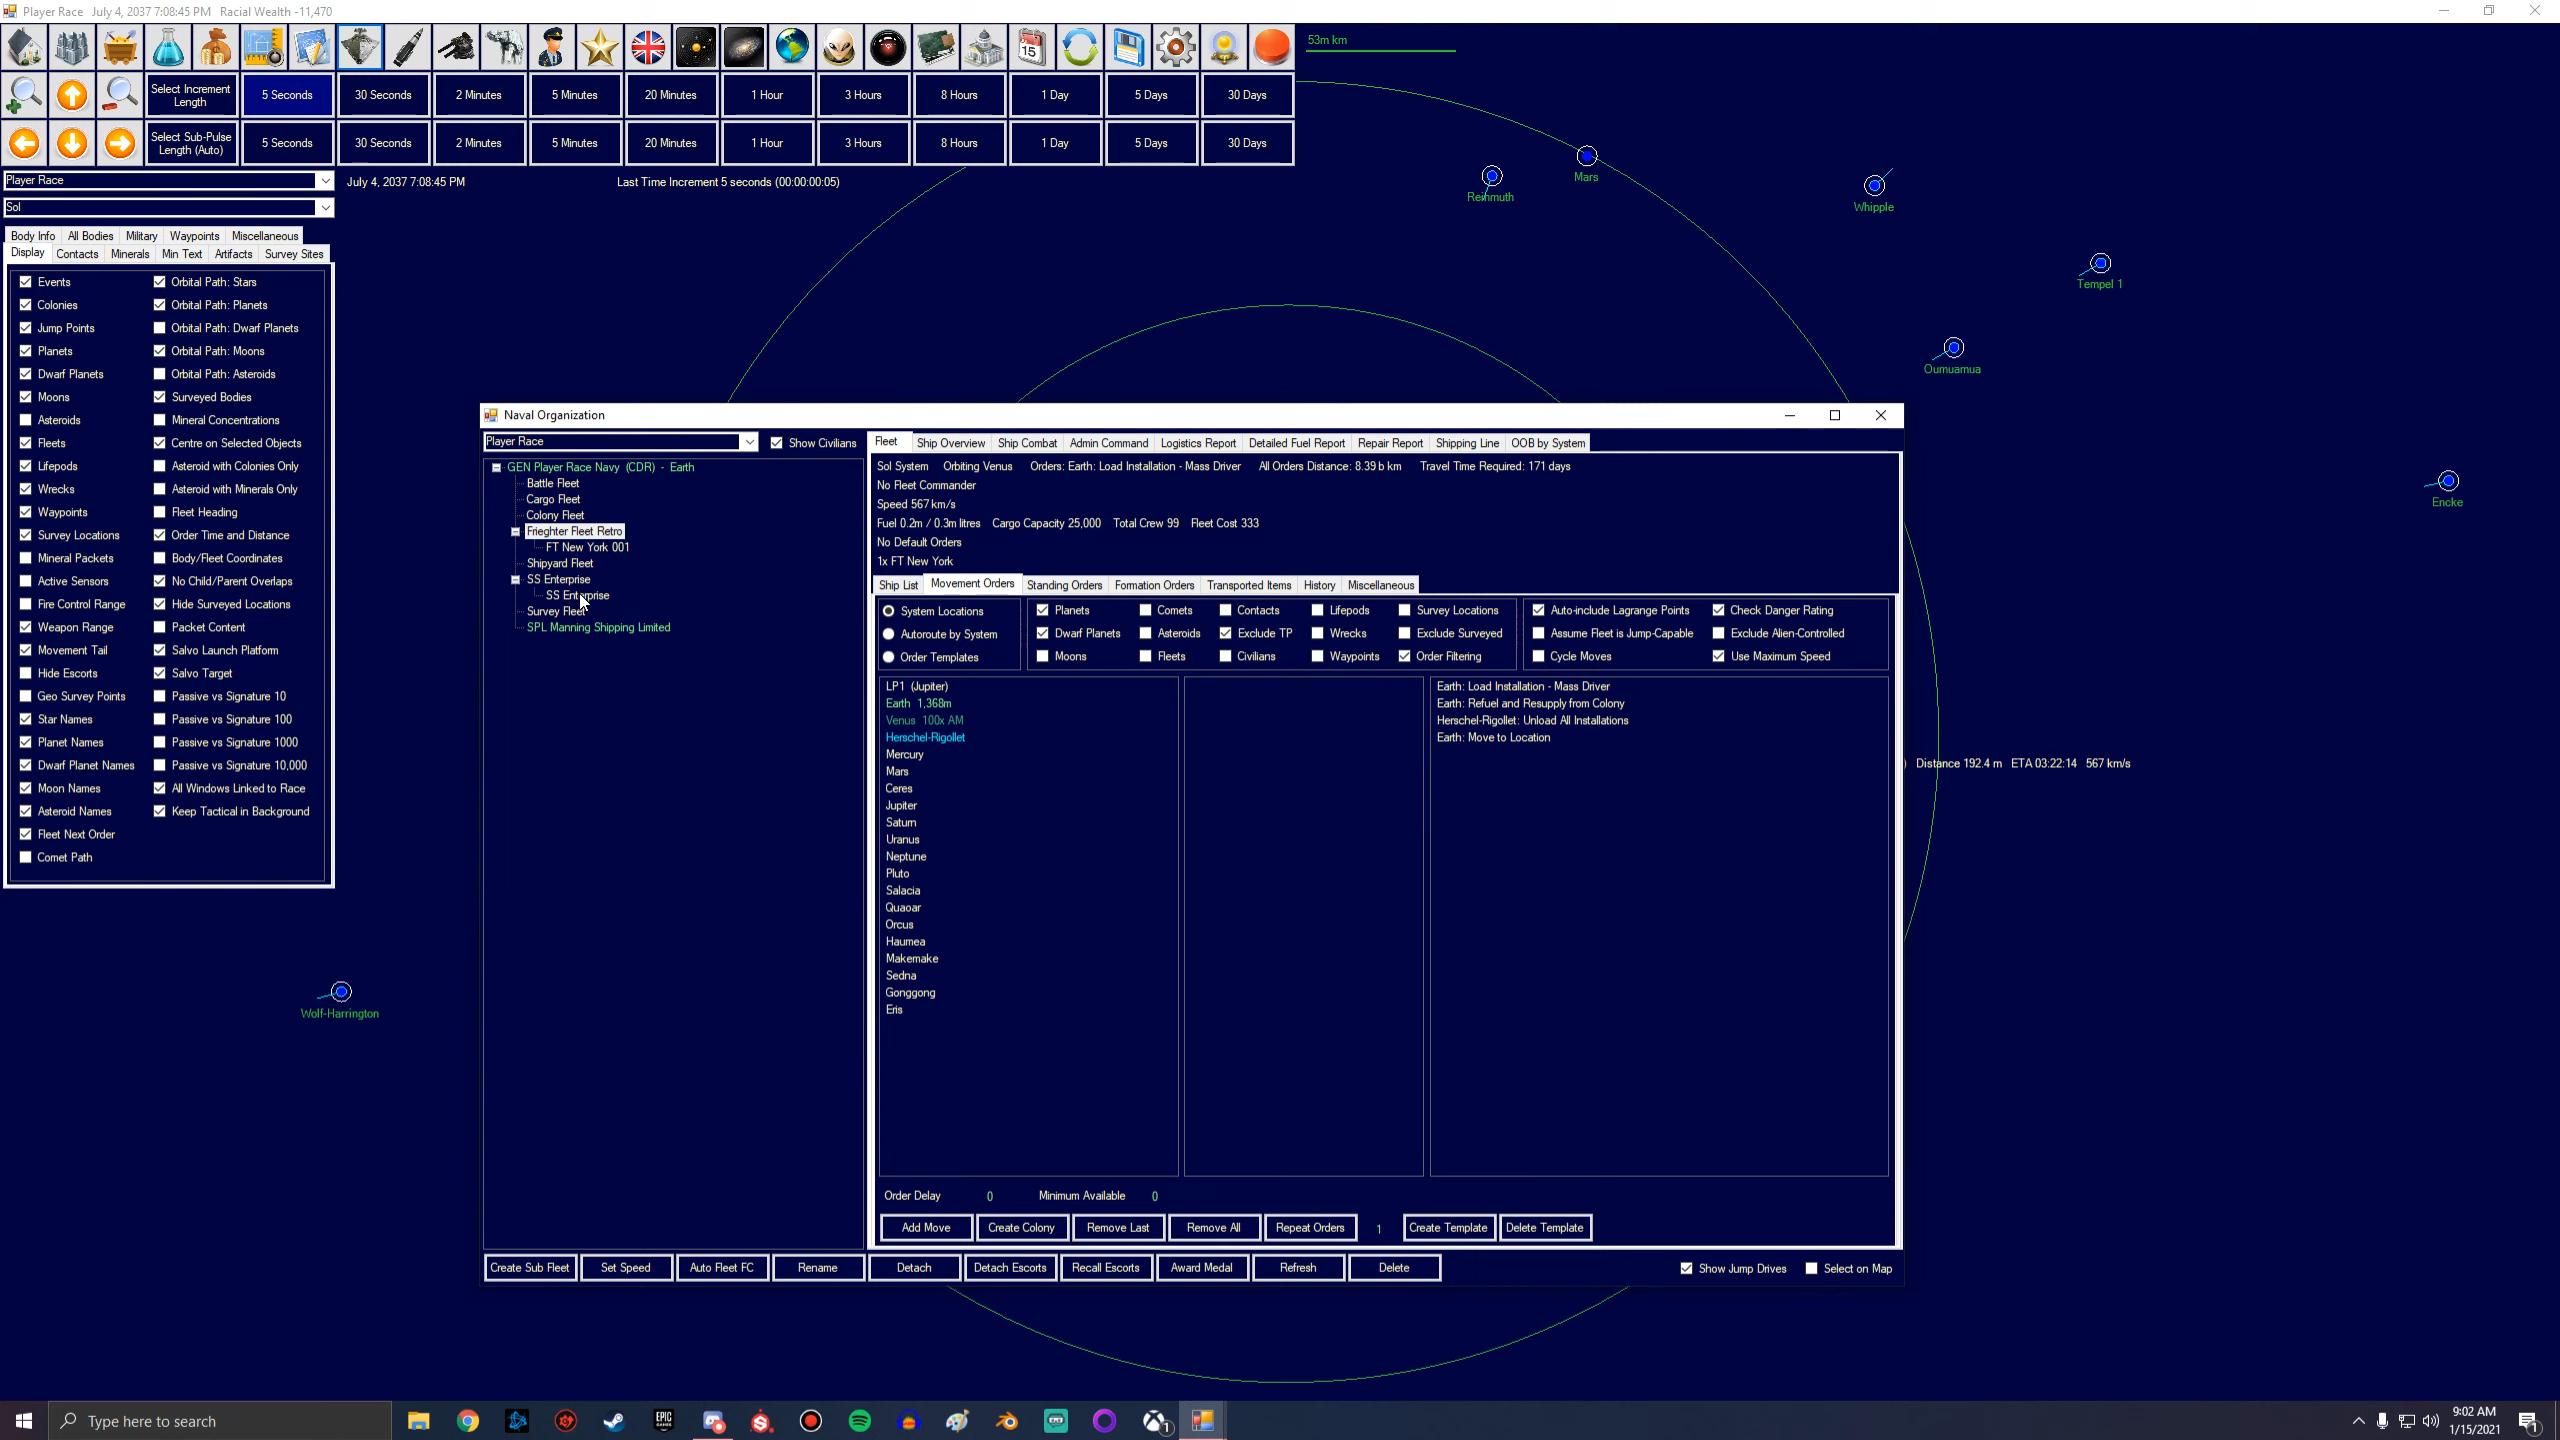 Player Race   July 4, 2037 7:08:45 PM   Racial Wealth -11,470
53m km
Select Increment Length
5 Seconds
30 Seconds
2 Minutes
5 Minutes
20 Minutes
1 Hour
3 Hours
8 Hours
1 Day
5 Days
30 Days
Select Sub-Pulse Length (Auto)
5 Seconds
30 Seconds
2 Minutes
5 Minutes
20 Minutes
1 Hour
3 Hours
8 Hours
1 Day
5 Days
30 Days
Player Race
July 4, 2037 7:08:45 PM
Last Time Increment 5 seconds (00:00:00:05)
Sol
Body Info   All Bodies   Military   Waypoints   Miscellaneous
Display   Contacts   Minerals   Min Text   Artifacts   Survey Sites
Events   Orbital Path: Stars
Colonies   Orbital Path: Planets
Jump Points   Orbital Path: Dwarf Planets
Planets   Orbital Path: Moons
Dwarf Planets   Orbital Path: Asteroids
Moons   Surveyed Bodies
Asteroids   Mineral Concentrations
Fleets   Centre on Selected Objects
Lifepods   Asteroid with Colonies Only
Wrecks   Asteroid with Minerals Only
Waypoints   Fleet Heading
Survey Locations   Order Time and Distance
Mineral Packets   Body/Fleet Coordinates
Active Sensors   No Child/Parent Overlaps
Fire Control Range   Hide Surveyed Locations
Weapon Range   Packet Content
Movement Tail   Salvo Launch Platform
Hide Escorts   Salvo Target
Geo Survey Points   Passive vs Signature 10
Star Names   Passive vs Signature 100
Planet Names   Passive vs Signature 1000
Dwarf Planet Names   Passive vs Signature 10,000
Moon Names   All Windows Linked to Race
Asteroid Names   Keep Tactical in Background
Fleet Next Order
Comet Path
Reinmuth
Mars
Whipple
Tempel 1
Oumuamua
Encke
Wolf-Harrington
) Distance 192.4 m   ETA 03:22:14   567 km/s
Naval Organization
Player Race
Show Civilians
GEN Player Race Navy (CDR) - Earth
Battle Fleet
Cargo Fleet
Colony Fleet
Frieghter Fleet Retro
FT New York 001
Shipyard Fleet
SS Enterprise
SS Enterprise
Survey Fleet
SPL Manning Shipping Limited
Fleet   Ship Overview   Ship Combat   Admin Command   Logistics Report   Detailed Fuel Report   Repair Report   Shipping Line   OOB by System
Sol System   Orbiting Venus   Orders: Earth: Load Installation - Mass Driver   All Orders Distance: 8.39 b km   Travel Time Required: 171 days
No Fleet Commander
Speed 567 km/s
Fuel 0.2m / 0.3m litres   Cargo Capacity 25,000   Total Crew 99   Fleet Cost 333
No Default Orders
1x FT New York
Ship List   Movement Orders   Standing Orders   Formation Orders   Transported Items   History   Miscellaneous
System Locations   Planets   Comets   Contacts   Lifepods   Survey Locations   Auto-include Lagrange Points   Check Danger Rating
Autoroute by System   Dwarf Planets   Asteroids   Exclude TP   Wrecks   Exclude Surveyed   Assume Fleet is Jump-Capable   Exclude Alien-Controlled
Order Templates   Moons   Fleets   Civilians   Waypoints   Order Filtering   Cycle Moves   Use Maximum Speed
LP1 (Jupiter)
Earth 1,368m
Venus 100x AM
Herschel-Rigollet
Mercury
Mars
Ceres
Jupiter
Saturn
Uranus
Neptune
Pluto
Salacia
Quaoar
Orcus
Haumea
Makemake
Sedna
Gonggong
Eris
Earth: Load Installation - Mass Driver
Earth: Refuel and Resupply from Colony
Herschel-Rigollet: Unload All Installations
Earth: Move to Location
Order Delay   0   Minimum Available   0
Add Move   Create Colony   Remove Last   Remove All   Repeat Orders   1   Create Template   Delete Template
Create Sub Fleet   Set Speed   Auto Fleet FC   Rename   Detach   Detach Escorts   Recall Escorts   Award Medal   Refresh   Delete   Show Jump Drives   Select on Map
Type here to search
EPIC GAMES
9:02 AM
1/15/2021